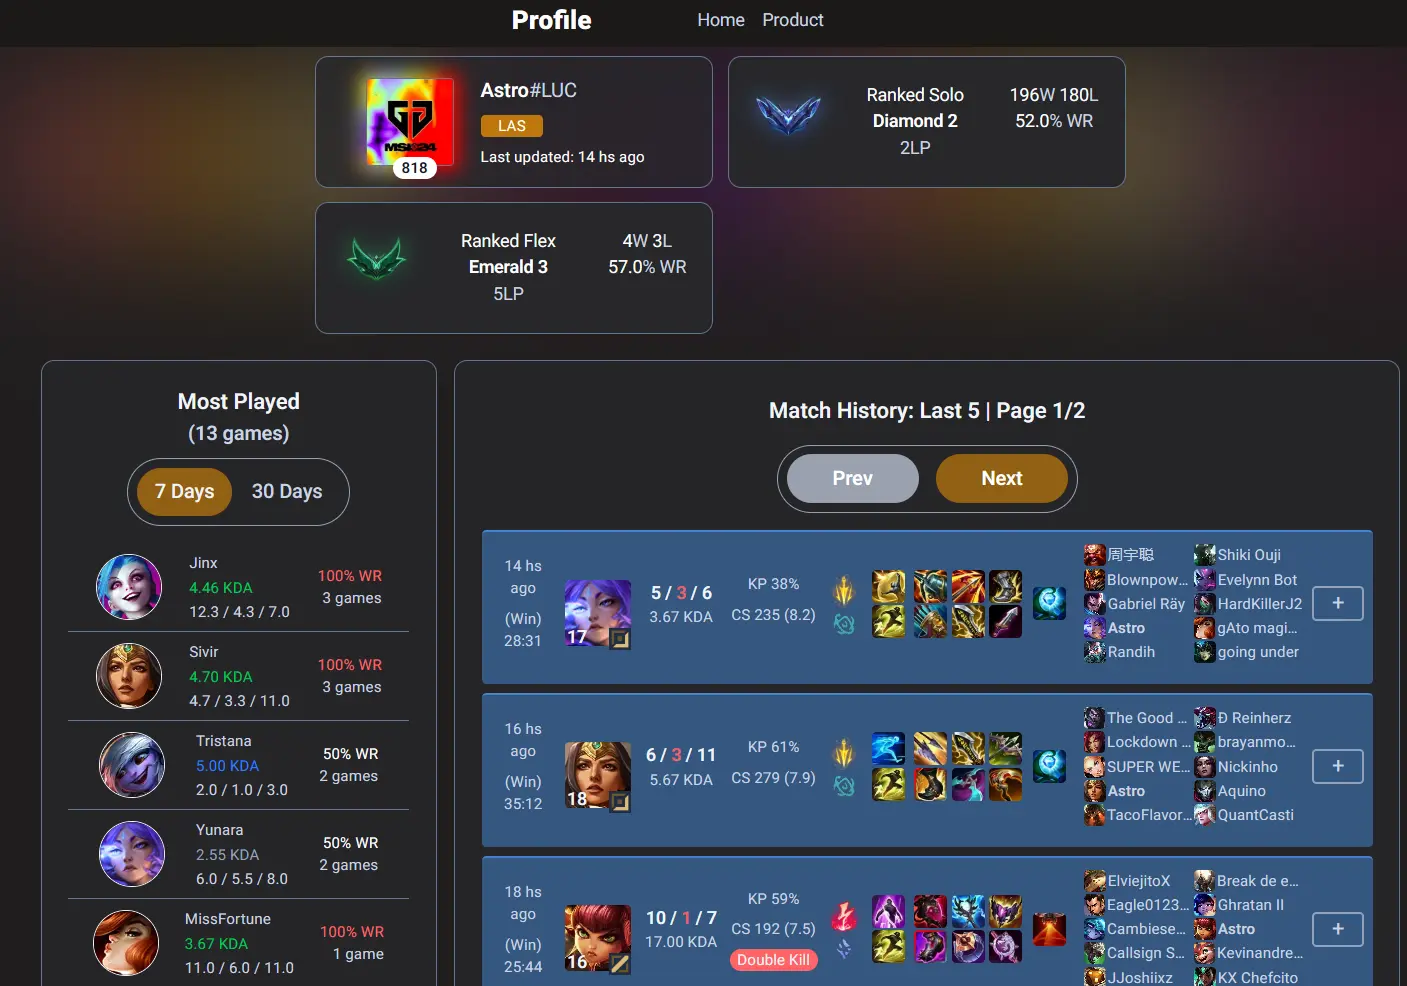 Profile
Home
Product
MSI 24
818
Astro#LUC
LAS
Last updated: 14 hs ago
Ranked Solo
Diamond 2
2LP
196W 180L
52.0% WR
Ranked Flex
Emerald 3
5LP
4W 3L
57.0% WR
Most Played
(13 games)
7 Days
30 Days
Jinx
4.46 KDA
12.3 / 4.3 / 7.0
100% WR
3 games
Sivir
4.70 KDA
4.7 / 3.3 / 11.0
100% WR
3 games
Tristana
5.00 KDA
2.0 / 1.0 / 3.0
50% WR
2 games
Yunara
2.55 KDA
6.0 / 5.5 / 8.0
50% WR
2 games
MissFortune
3.67 KDA
11.0 / 6.0 / 11.0
100% WR
1 game
Match History: Last 5 | Page 1/2
Prev
Next
14 hs
ago
(Win)
28:31
17
5 / 3 / 6
3.67 KDA
KP 38%
CS 235 (8.2)
周宇聪
Blownpow...
Gabriel Räy
Astro
Randih
Shiki Ouji
Evelynn Bot
HardKillerJ2
gAto magi...
going under
+
16 hs
ago
(Win)
35:12
18
6 / 3 / 11
5.67 KDA
KP 61%
CS 279 (7.9)
The Good ...
Lockdown ...
SUPER WE...
Astro
TacoFlavor...
Đ Reinherz
brayanmo...
Nickinho
Aquino
QuantCasti
+
18 hs
ago
(Win)
25:44
16
10 / 1 / 7
17.00 KDA
KP 59%
CS 192 (7.5)
Double Kill
ElviejitoX
Eagle0123...
Cambiese...
Callsign S...
JJoshiixz
Break de e...
Ghratan II
Astro
Kevinandre...
KX Chefcito
+